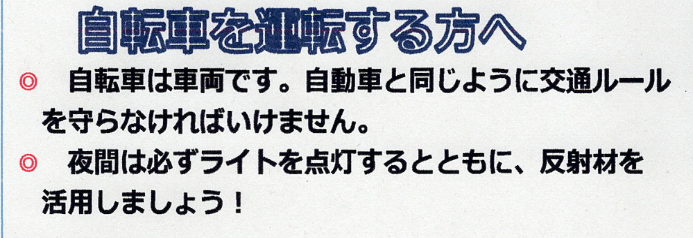 自転車を運転する方へ
◎ 自転車は車両です。自動車と同じように交通ルール
を守らなければいけません。
◎ 夜間は必ずライトを点灯するとともに、反射材を
活用しましょう！